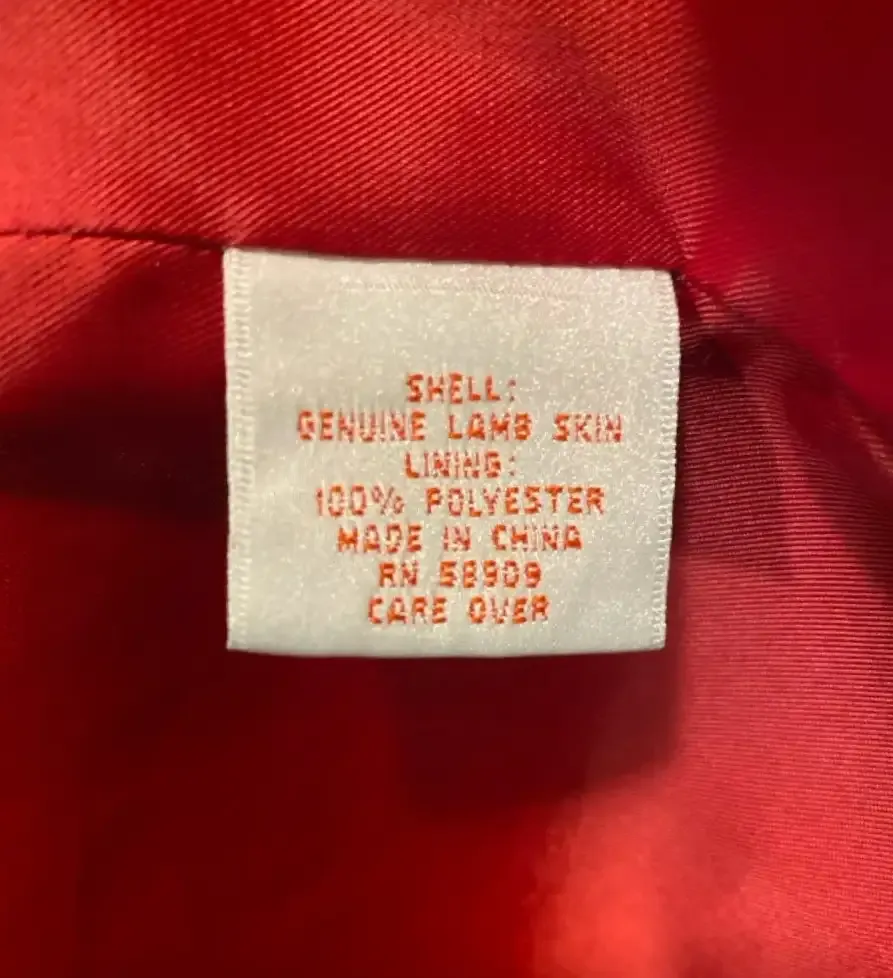 SHELL:
GENUINE LAMB SKIN
LINING:
100% POLYESTER
MADE IN CHINA
RN 58909
CARE OVER